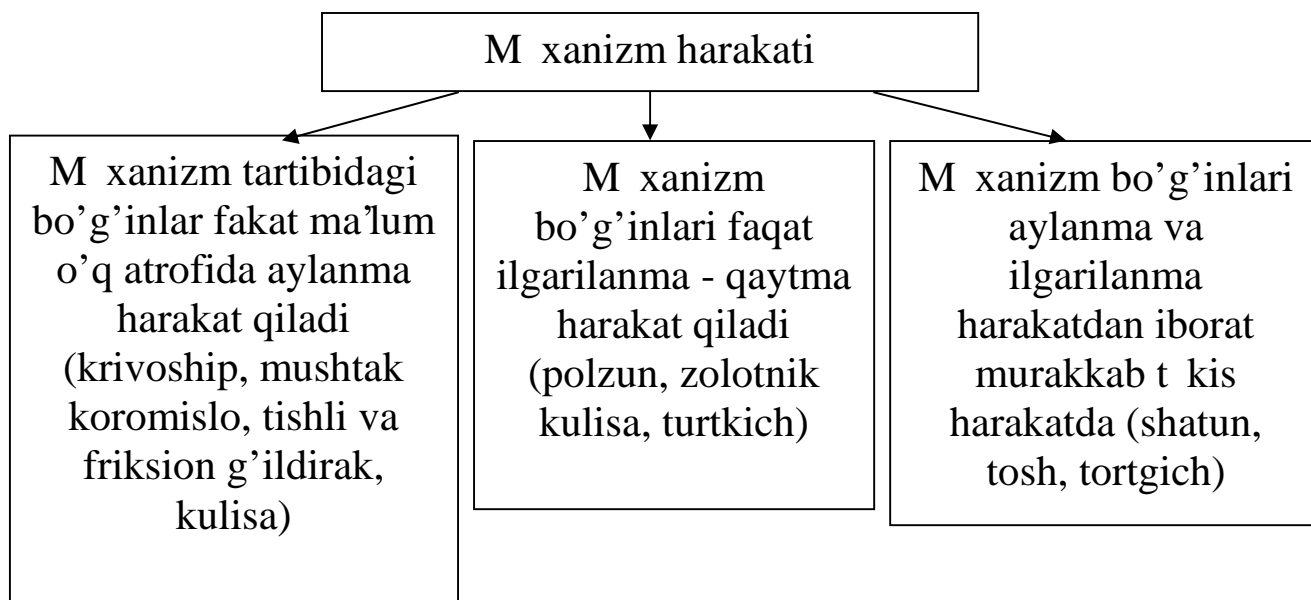 M xanizm harakati
M xanizm tartibidagi
bo’g’inlar fakat ma’lum
o’q atrofida aylanma
harakat qiladi
(krivoship, mushtak
koromislo, tishli va
friksion g’ildirak,
kulisa)
M xanizm
bo’g’inlari faqat
ilgarilanma - qaytma
harakat qiladi
(polzun, zolotnik
kulisa, turtkich)
M xanizm bo’g’inlari
aylanma va
ilgarilanma
harakatdan iborat
murakkab t kis
harakatda (shatun,
tosh, tortgich)